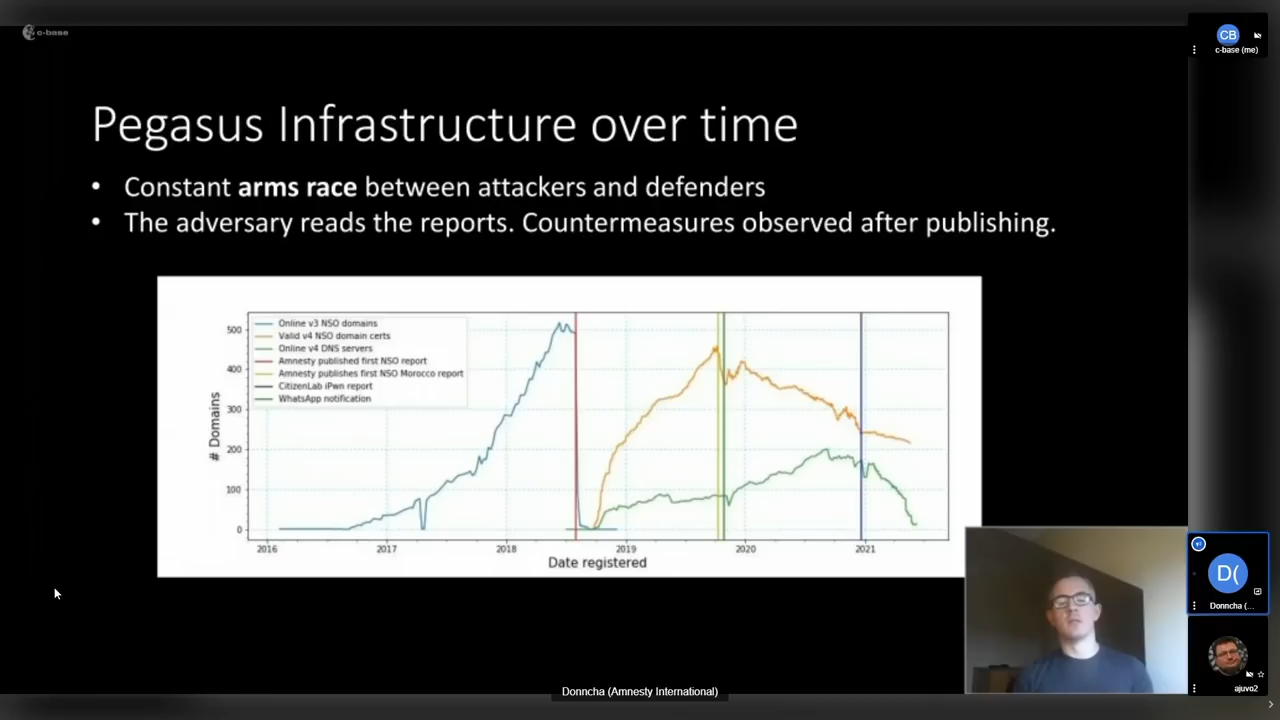 c-base
Pegasus Infrastructure over time
• Constant arms race between attackers and defenders
• The adversary reads the reports. Countermeasures observed after publishing.
Online v3 NSO domains
Valid v4 NSO domain certs
Online v4 DNS servers
Amnesty published first NSO report
Amnesty publishes first NSO Morocco report
CitizenLab iPwn report
WhatsApp notification
# Domains
500
400
300
200
100
0
2016 2017 2018 2019 2020 2021
Date registered
CB
c-base (me)
D(
Donncha (...
ajuvo2
Donncha (Amnesty International)